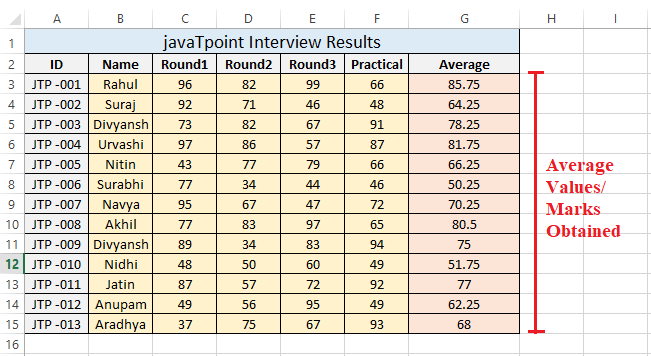 A B C D E F G H I
1 javaTpoint Interview Results
2 ID Name Round1 Round2 Round3 Practical Average
3 JTP -001 Rahul 96 82 99 66 85.75
4 JTP -002 Suraj 92 71 46 48 64.25
5 JTP -003 Divyansh 73 82 67 91 78.25
6 JTP -004 Urvashi 97 86 57 87 81.75
7 JTP -005 Nitin 43 77 79 66 66.25
8 JTP -006 Surabhi 77 34 44 46 50.25
9 JTP -007 Navya 95 67 47 72 70.25
10 JTP -008 Akhil 77 83 97 65 80.5
11 JTP -009 Divyansh 89 34 83 94 75
12 JTP -010 Nidhi 48 50 60 49 51.75
13 JTP -011 Jatin 87 57 72 92 77
14 JTP -012 Anupam 49 56 95 49 62.25
15 JTP -013 Aradhya 37 75 67 93 68
16
Average
Values/
Marks
Obtained